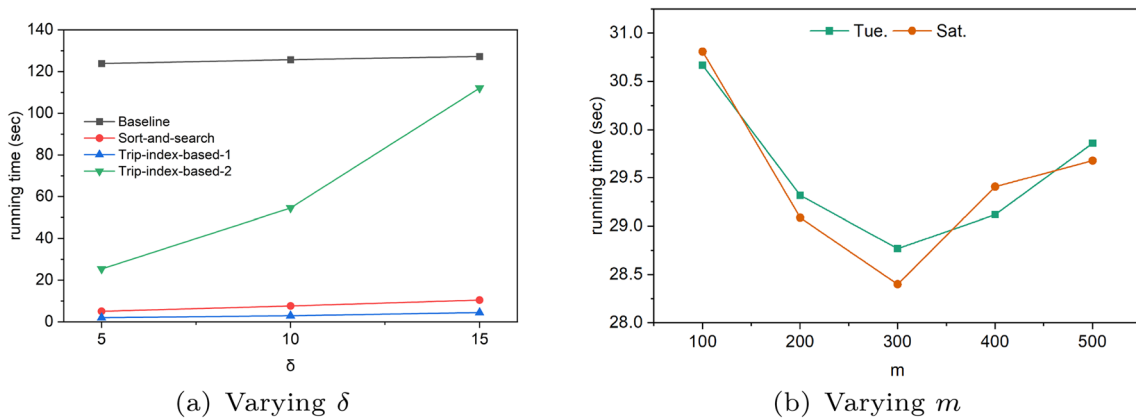 140
120
100
80
60
40
20
0
running time (sec)
Baseline
Sort-and-search
Trip-index-based-1
Trip-index-based-2
5 10 15
δ
(a) Varying δ
31.0
30.5
30.0
29.5
29.0
28.5
28.0
running time (sec)
Tue. Sat.
100 200 300 400 500
m
(b) Varying m